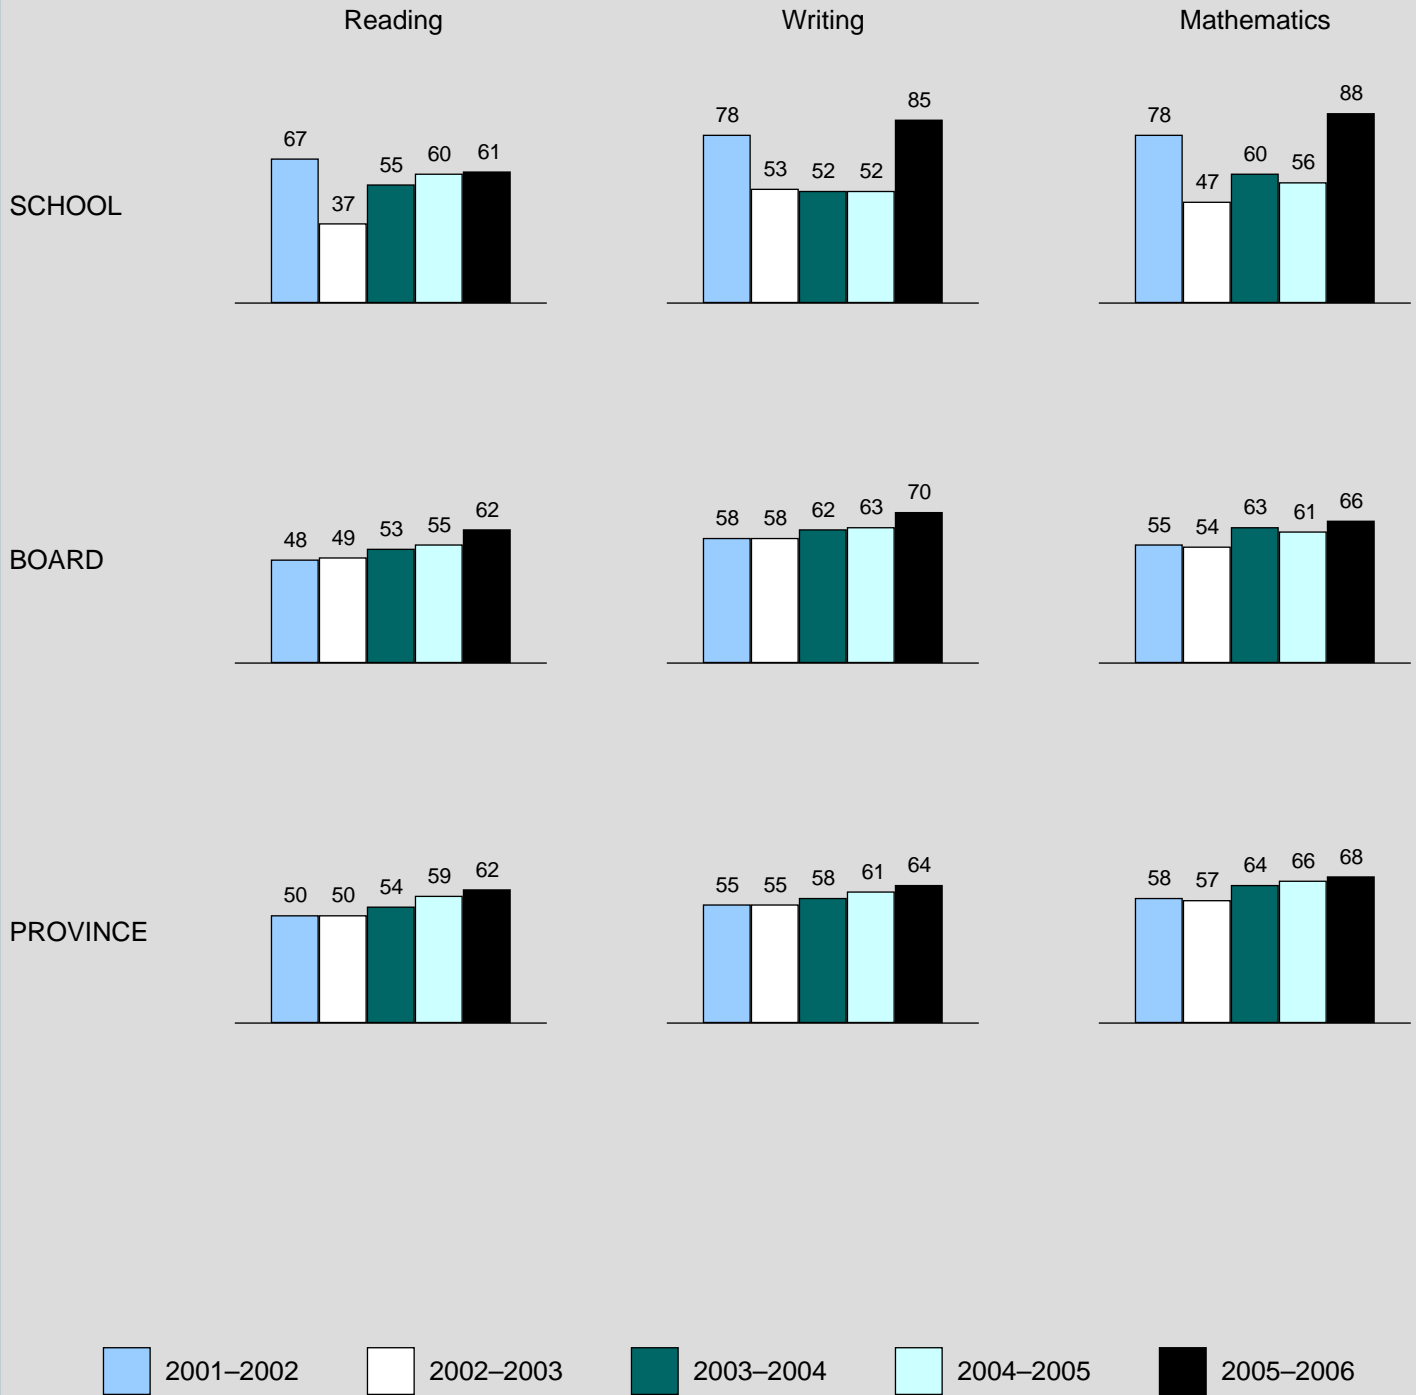 Reading Writing Mathematics
SCHOOL
67 37 55 60 61
78 53 52 52 85
78 47 60 56 88
BOARD
48 49 53 55 62
58 58 62 63 70
55 54 63 61 66
PROVINCE
50 50 54 59 62
55 55 58 61 64
58 57 64 66 68
2001–2002 2002–2003 2003–2004 2004–2005 2005–2006